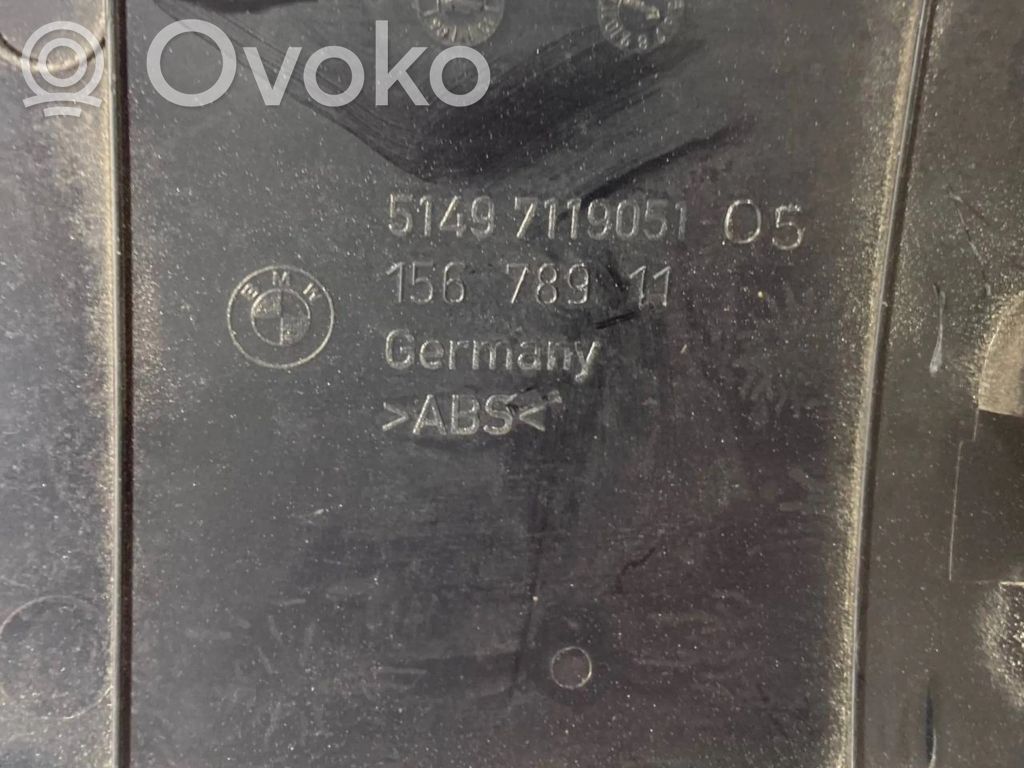 Ovoko
5149 7119051 05
156 789 11
BMW
Germany
>ABS<